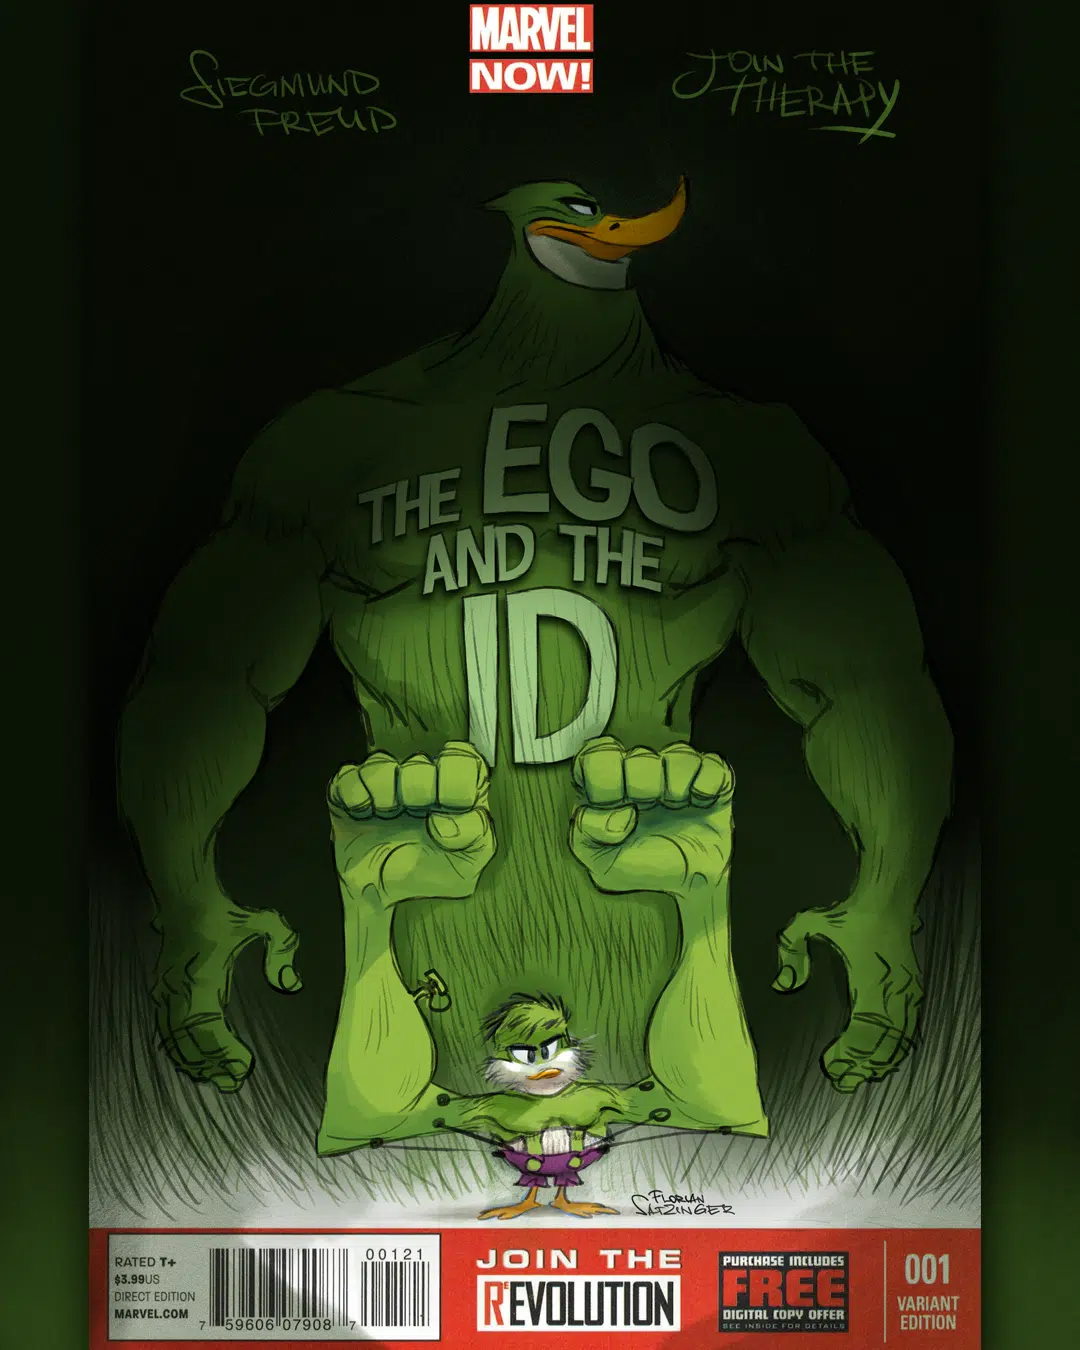 MARVEL
NOW!
SIEGMUND
FREUD
JOIN THE
THERAPY
THE EGO
AND THE
ID
FLORIAN
SATZINGER
RATED T+
$3.99US
DIRECT EDITION
MARVEL.COM
00121
7 59606 07908 7
JOIN THE
REVOLUTION
PURCHASE INCLUDES
FREE
DIGITAL COPY OFFER
SEE INSIDE FOR DETAILS
001
VARIANT
EDITION